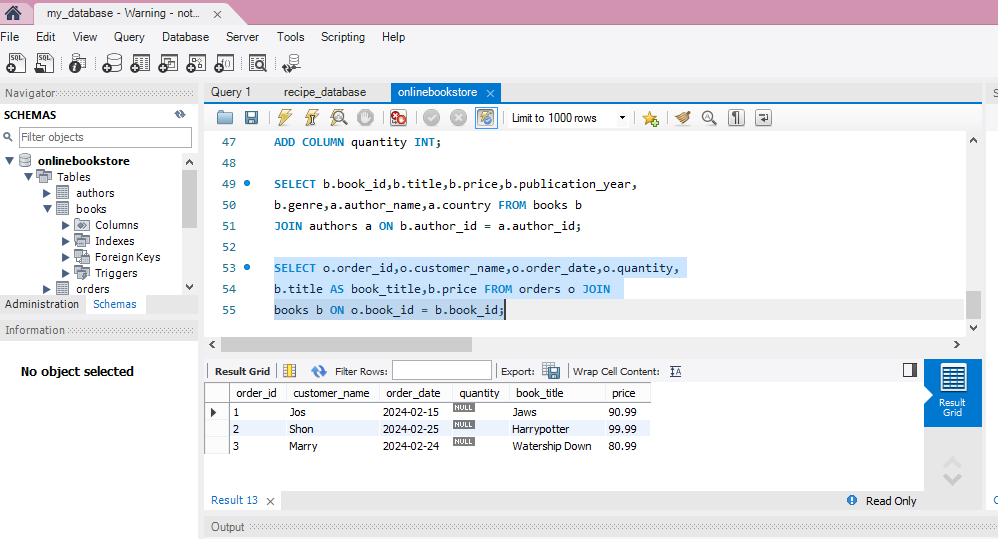 my_database - Warning - not...
File Edit View Query Database Server Tools Scripting Help
Navigator
SCHEMAS
Filter objects
onlinebookstore
Tables
authors
books
Columns
Indexes
Foreign Keys
Triggers
orders
Administration Schemas
Information
No object selected
Query 1 recipe_database onlinebookstore
Limit to 1000 rows
47 ADD COLUMN quantity INT;
48
49 SELECT b.book_id,b.title,b.price,b.publication_year,
50 b.genre,a.author_name,a.country FROM books b
51 JOIN authors a ON b.author_id = a.author_id;
52
53 SELECT o.order_id,o.customer_name,o.order_date,o.quantity,
54 b.title AS book_title,b.price FROM orders o JOIN
55 books b ON o.book_id = b.book_id;
Result Grid Filter Rows: Export: Wrap Cell Content: IA
order_id customer_name order_date quantity book_title price
1 Jos 2024-02-15 NULL Jaws 90.99
2 Shon 2024-02-25 NULL Harrypotter 99.99
3 Marry 2024-02-24 NULL Watership Down 80.99
Result
Grid
Result 13 Read Only
Output